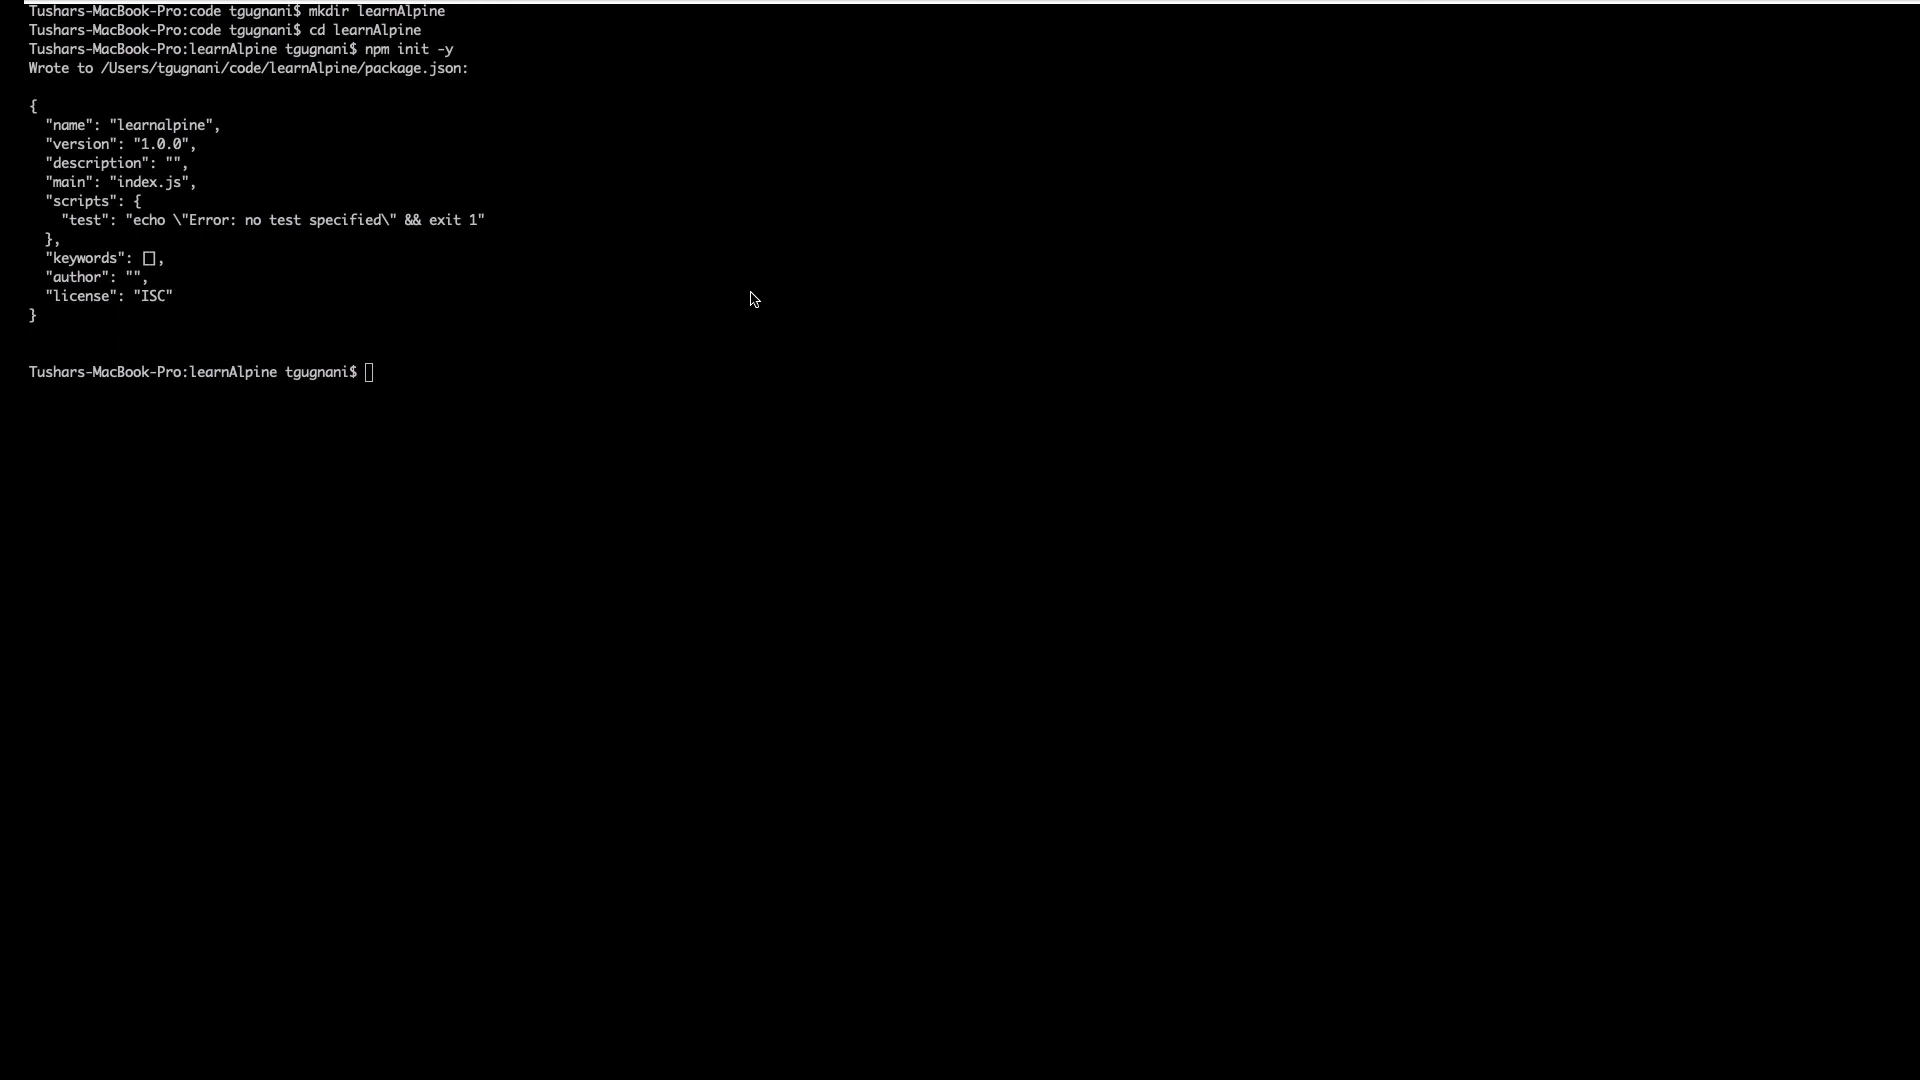 Tushars-MacBook-Pro:code tgugnani$ mkdir learnAlpine
Tushars-MacBook-Pro:code tgugnani$ cd learnAlpine
Tushars-MacBook-Pro:learnAlpine tgugnani$ npm init -y
Wrote to /Users/tgugnani/code/learnAlpine/package.json:
{
  "name": "learnalpine",
  "version": "1.0.0",
  "description": "",
  "main": "index.js",
  "scripts": {
    "test": "echo \"Error: no test specified\" && exit 1"
  },
  "keywords": [],
  "author": "",
  "license": "ISC"
}
Tushars-MacBook-Pro:learnAlpine tgugnani$